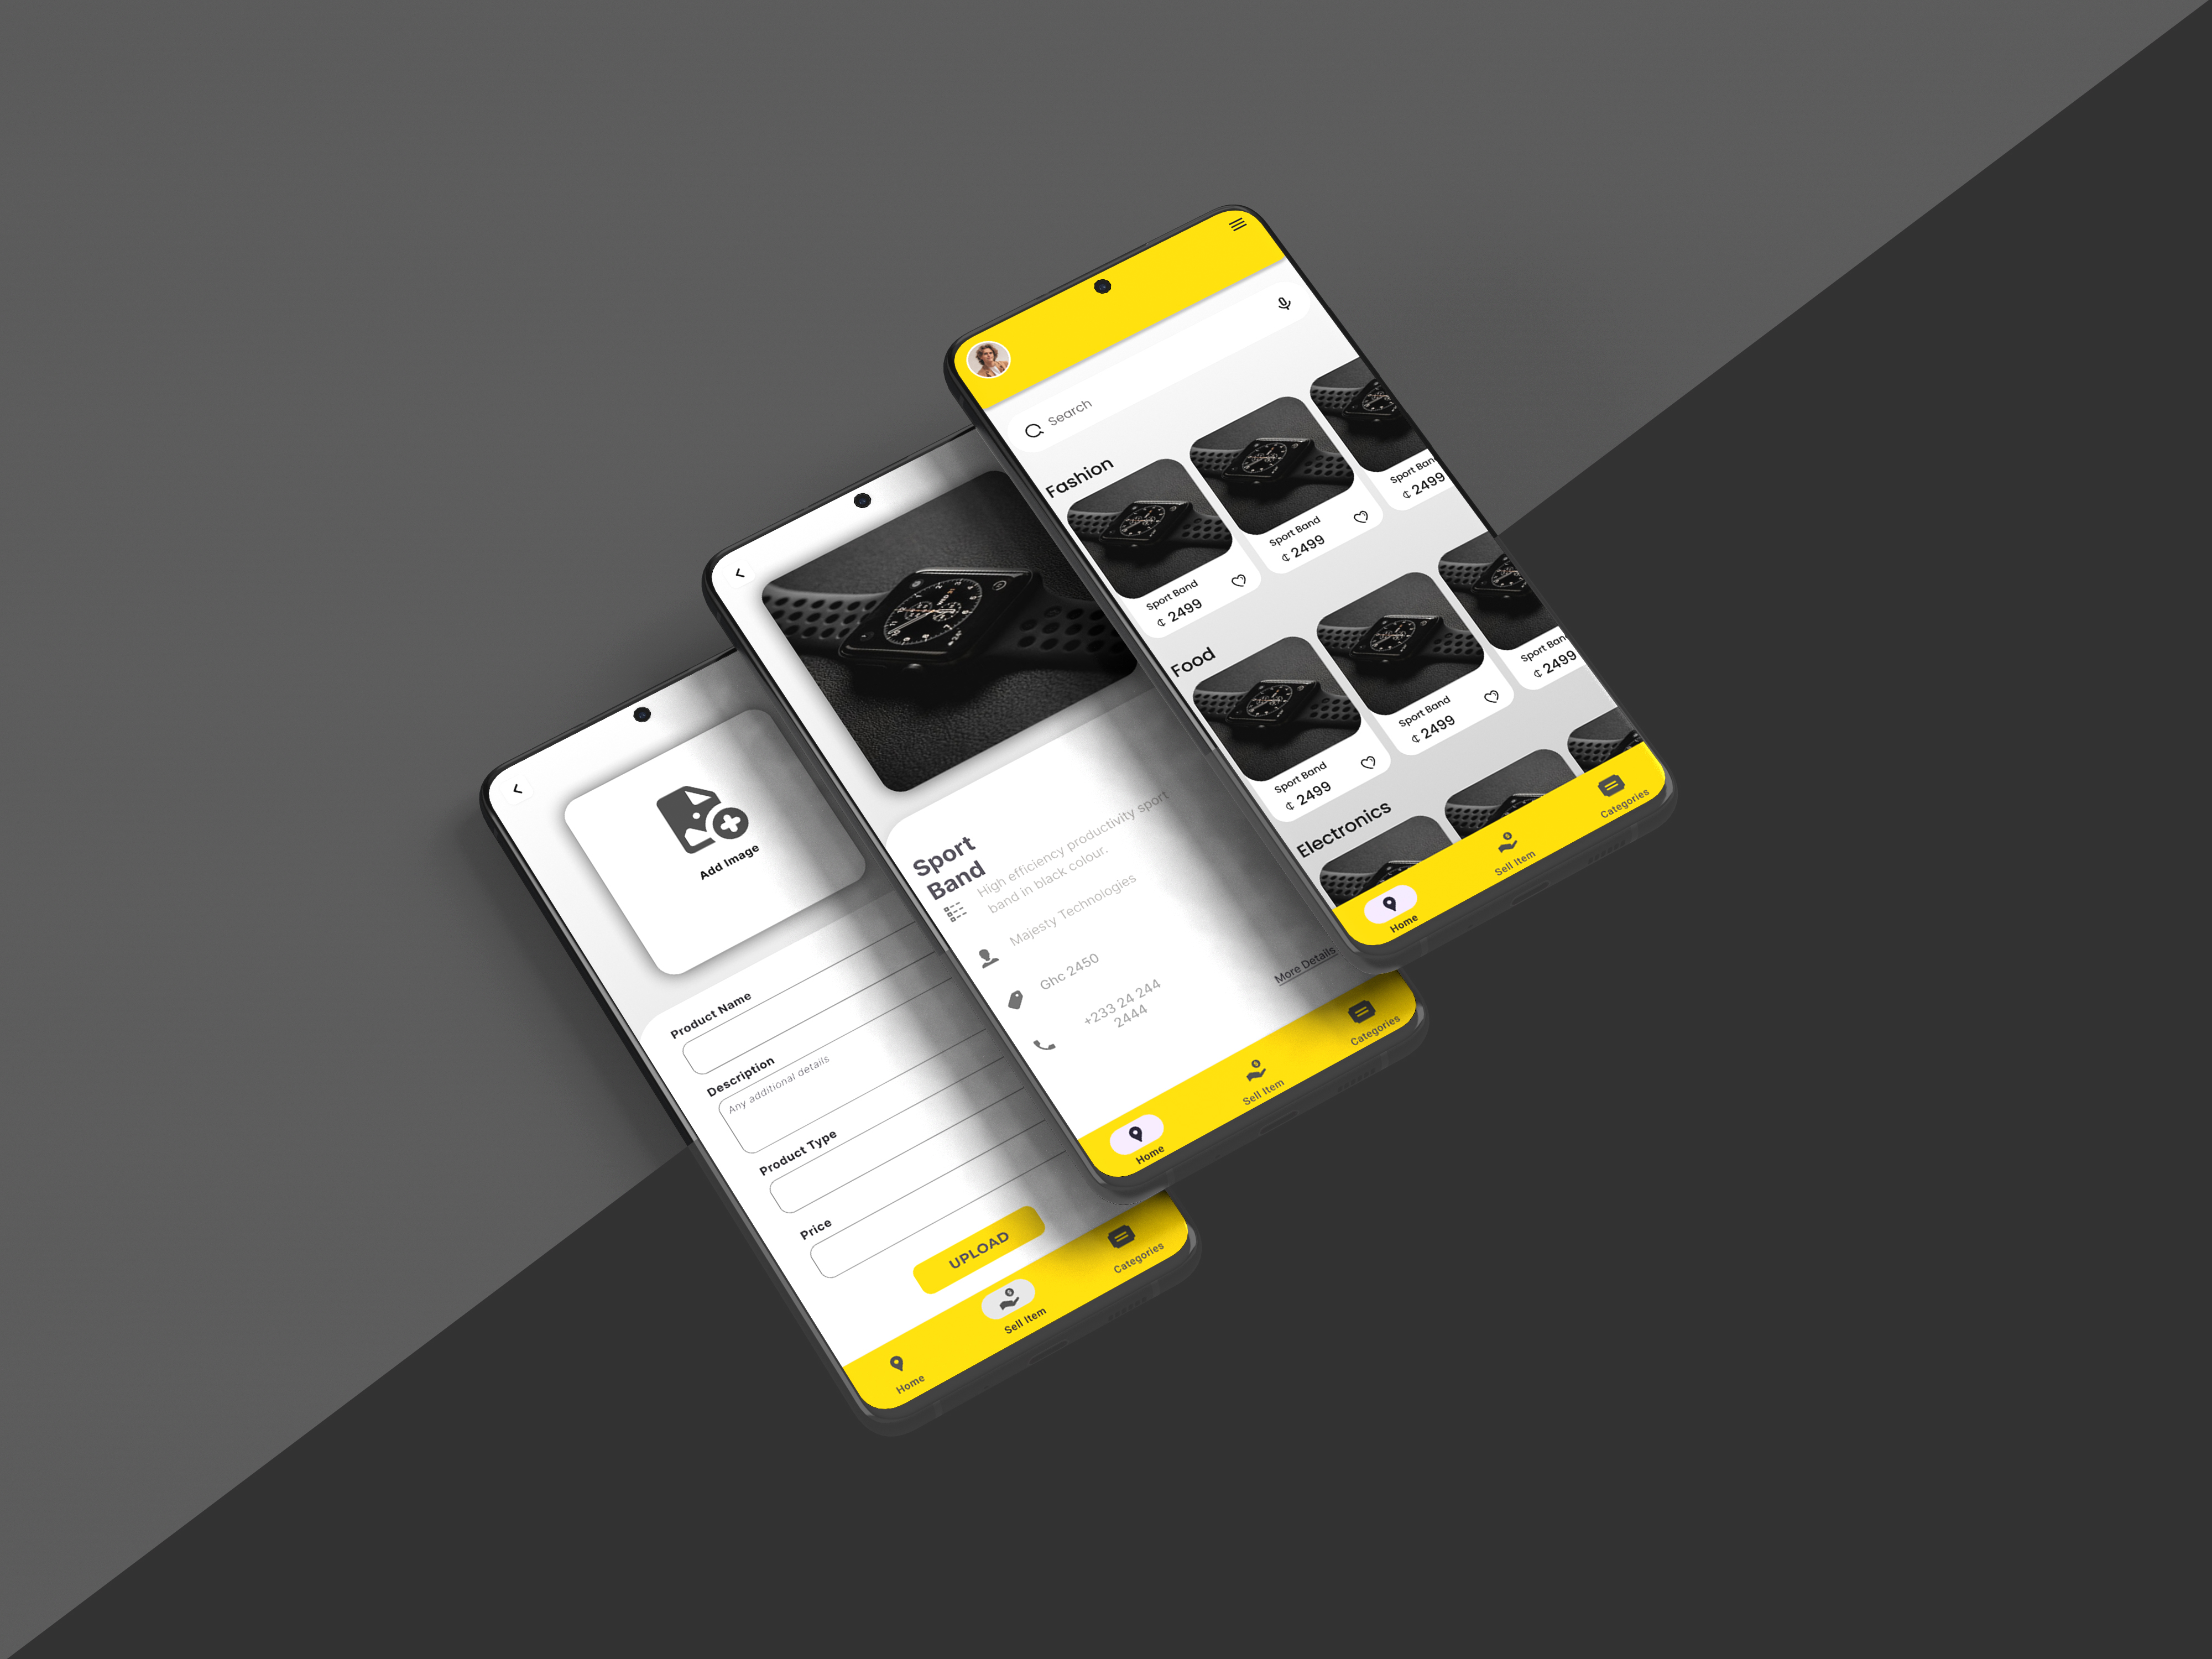 Search
Fashion
Sport Band
₵ 2499
Sport Band
₵ 2499
Sport Ban
₵ 2499
Food
Sport Band
₵ 2499
Sport Band
₵ 2499
Sport Ban
₵ 2499
Electronics
Home
Sell Item
Categories
Sport
Band
High efficiency productivity sport
band in black colour.
Majesty Technologies
Ghc 2450
+233 24 244
2444
More Details
Home
Sell Item
Categories
Add Image
Product Name
Description
Any additional details
Product Type
Price
UPLOAD
Home
Sell Item
Categories